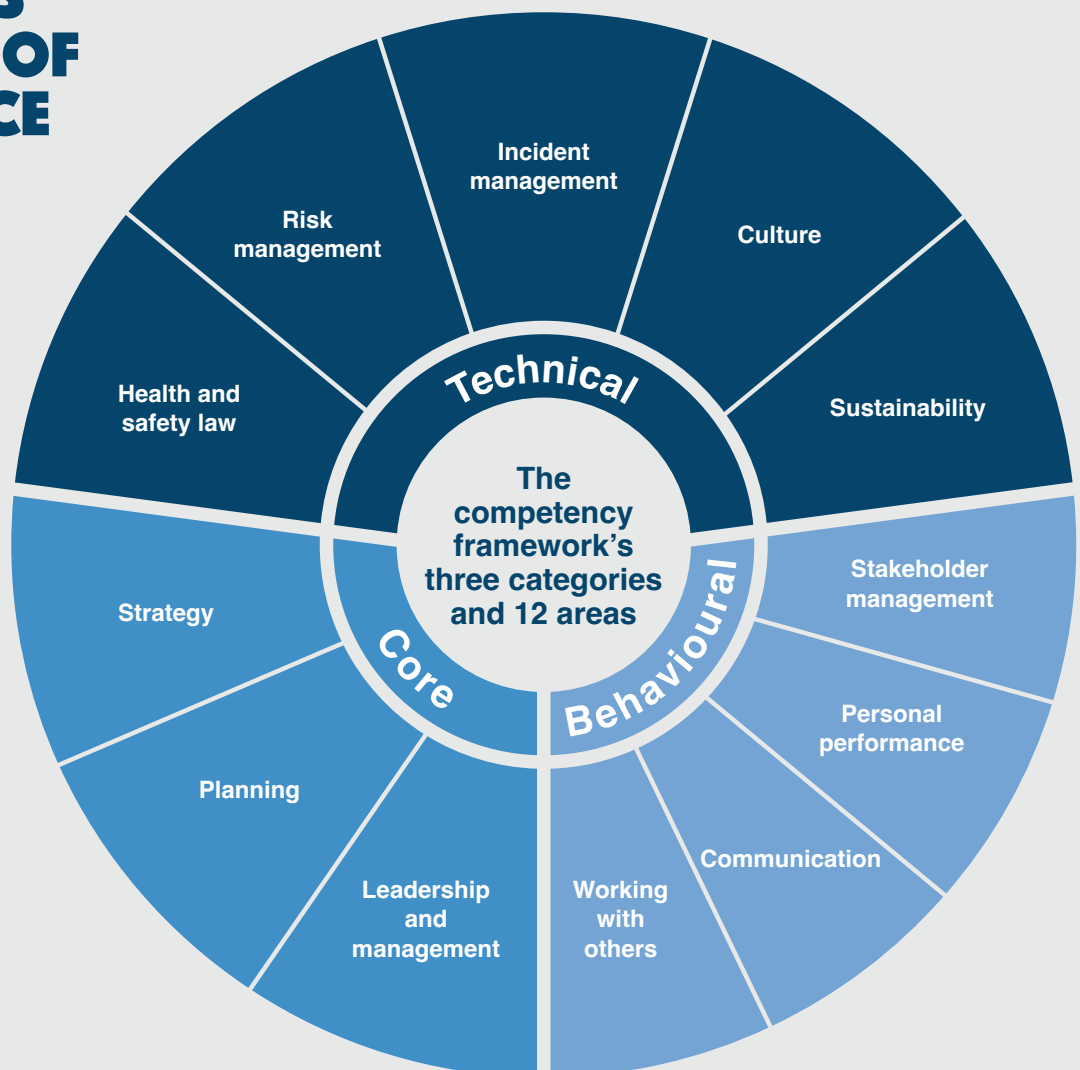 OF
CE
Incident
management
Risk
management
Culture
Health and
safety law
Sustainability
Technical
The
competency
framework’s
three categories
and 12 areas
Stakeholder
management
Strategy
Behavioural
Core
Personal
performance
Planning
Communication
Leadership
and
management
Working
with
others